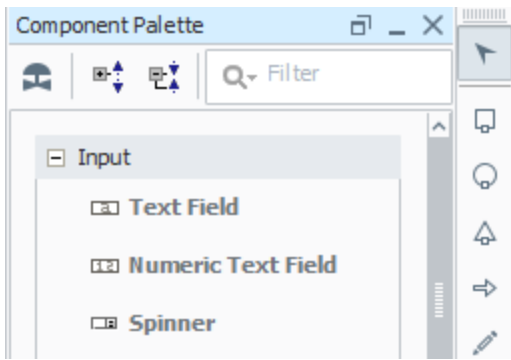 Component Palette
Filter
Input
Text Field
Numeric Text Field
Spinner